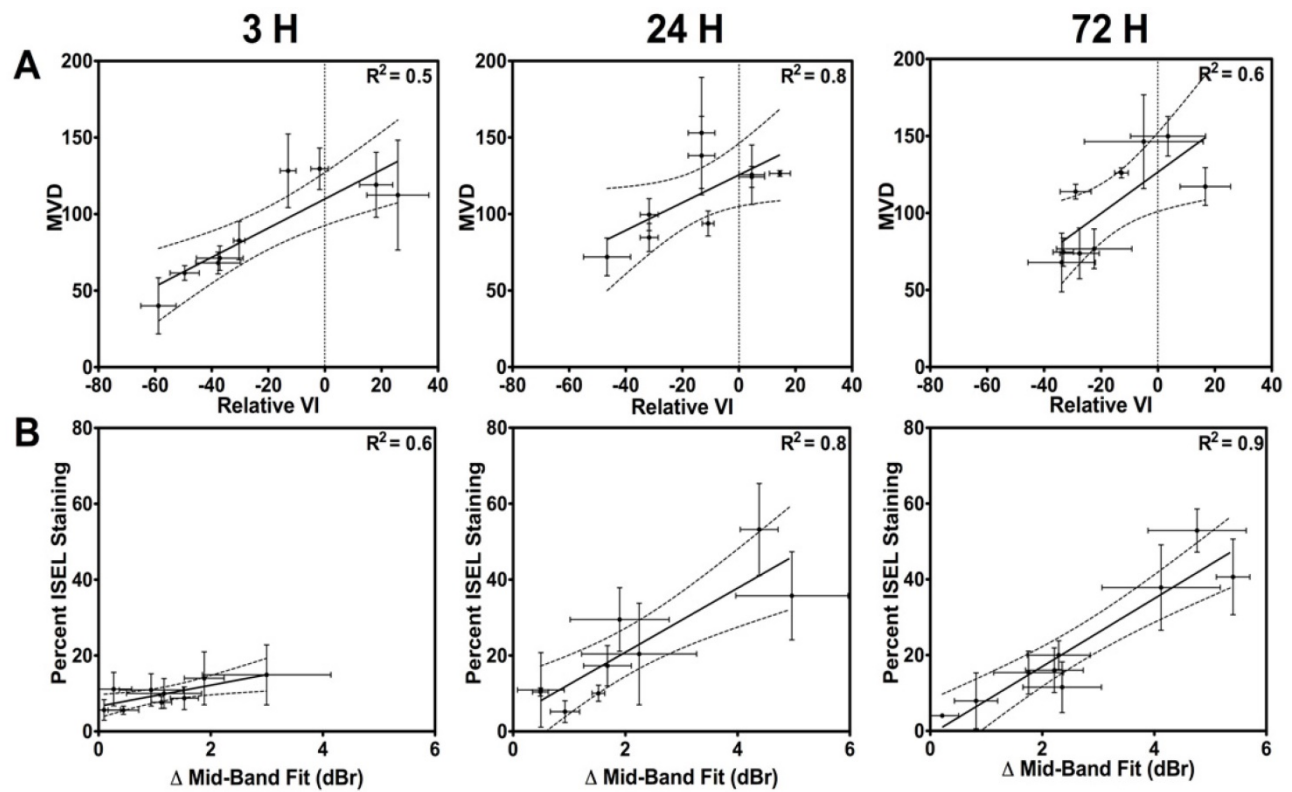 3 H 24 H 72 H
A
200 200 200
R² = 0.5 R² = 0.8 R² = 0.6
150 150 150
MVD MVD MVD
100 100 100
50 50 50
0 0 0
-80 -60 -40 -20 0 20 40 -80 -60 -40 -20 0 20 40 -80 -60 -40 -20 0 20 40
Relative VI Relative VI Relative VI
B
80 80 80
R² = 0.6 R² = 0.8 R² = 0.9
Percent ISEL Staining Percent ISEL Staining Percent ISEL Staining
60 60 60
40 40 40
20 20 20
0 0 0
0 2 4 6 0 2 4 6 0 2 4 6
Δ Mid-Band Fit (dBr) Δ Mid-Band Fit (dBr) Δ Mid-Band Fit (dBr)